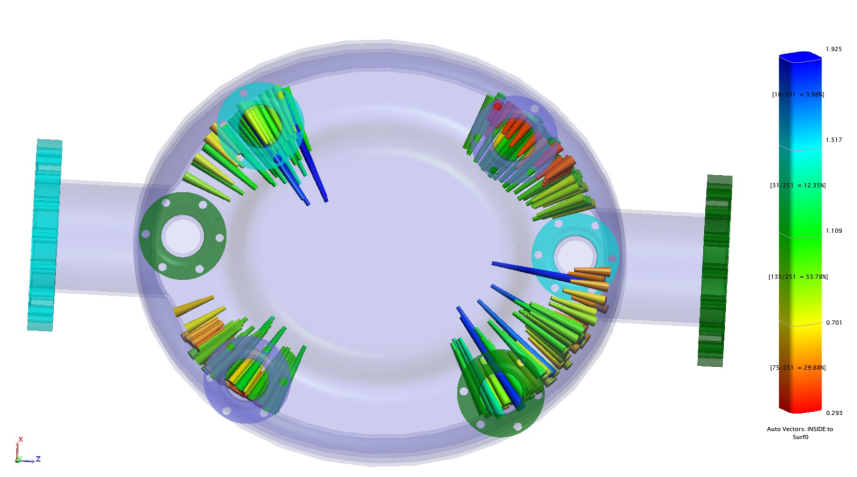 1.925
[10/251 = 3.98%]
1.517
[31/251 = 12.35%]
1.109
[135/251 = 53.78%]
0.701
[75/251 = 29.88%]
0.293
Auto Vectors: INSIDE to
Surf0
X
Z